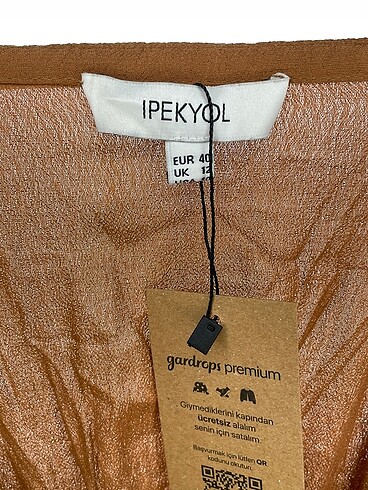 IPEKYOL
EUR 40
UK 12
gardrops premium
Giymediklerini kapından
ücretsiz alalım
senin için satalım.
Başvurmak için lütfen QR
kodunu okutun.